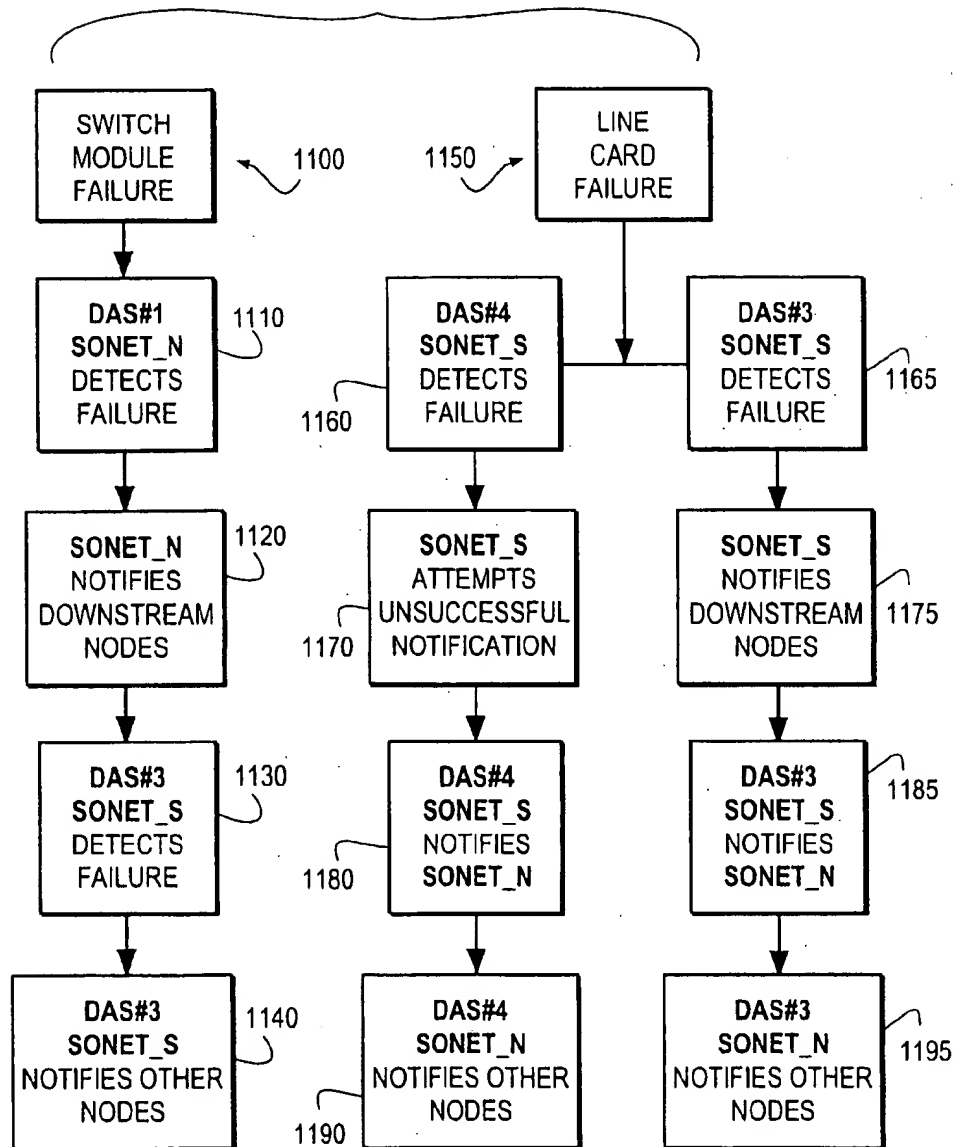 SWITCH
MODULE
FAILURE
1100
1150
LINE
CARD
FAILURE
DAS#1
SONET_N
DETECTS
FAILURE
1110
DAS#4
SONET_S
DETECTS
FAILURE
1160
DAS#3
SONET_S
DETECTS
FAILURE
1165
SONET_N
NOTIFIES
DOWNSTREAM
NODES
1120
SONET_S
ATTEMPTS
UNSUCCESSFUL
NOTIFICATION
1170
SONET_S
NOTIFIES
DOWNSTREAM
NODES
1175
DAS#3
SONET_S
DETECTS
FAILURE
1130
DAS#4
SONET_S
NOTIFIES
SONET_N
1180
DAS#3
SONET_S
NOTIFIES
SONET_N
1185
DAS#3
SONET_S
NOTIFIES OTHER
NODES
1140
DAS#4
SONET_N
NOTIFIES OTHER
NODES
1190
DAS#3
SONET_N
NOTIFIES OTHER
NODES
1195